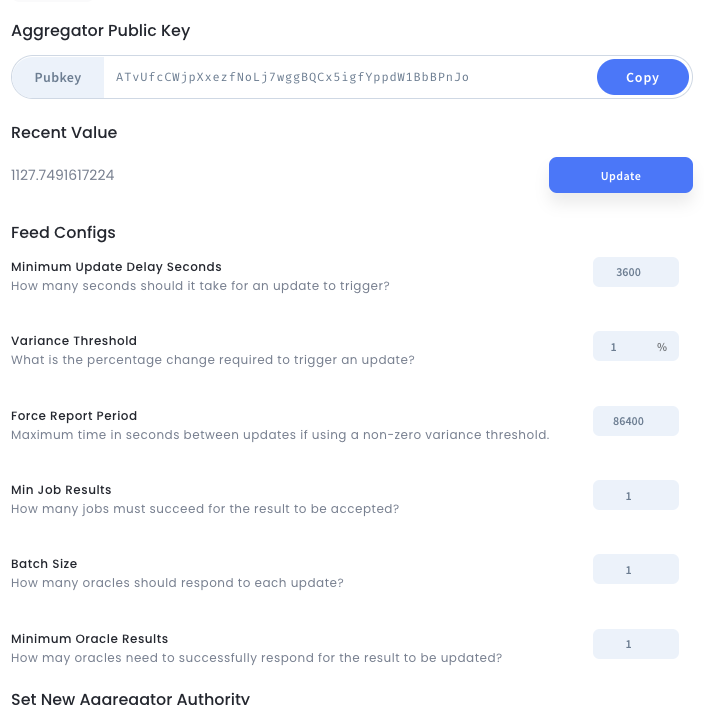 Aggregator Public Key
Pubkey ATvUfcCWjpXxezfNoLj7wggBQCx5igfYppdW1BbBPnJo Copy
Recent Value
1127.7491617224 Update
Feed Configs
Minimum Update Delay Seconds
How many seconds should it take for an update to trigger? 3600
Variance Threshold
What is the percentage change required to trigger an update? 1 %
Force Report Period
Maximum time in seconds between updates if using a non-zero variance threshold. 86400
Min Job Results
How many jobs must succeed for the result to be accepted? 1
Batch Size
How many oracles should respond to each update? 1
Minimum Oracle Results
How may oracles need to successfully respond for the result to be updated? 1
Set New Aggregator Authority